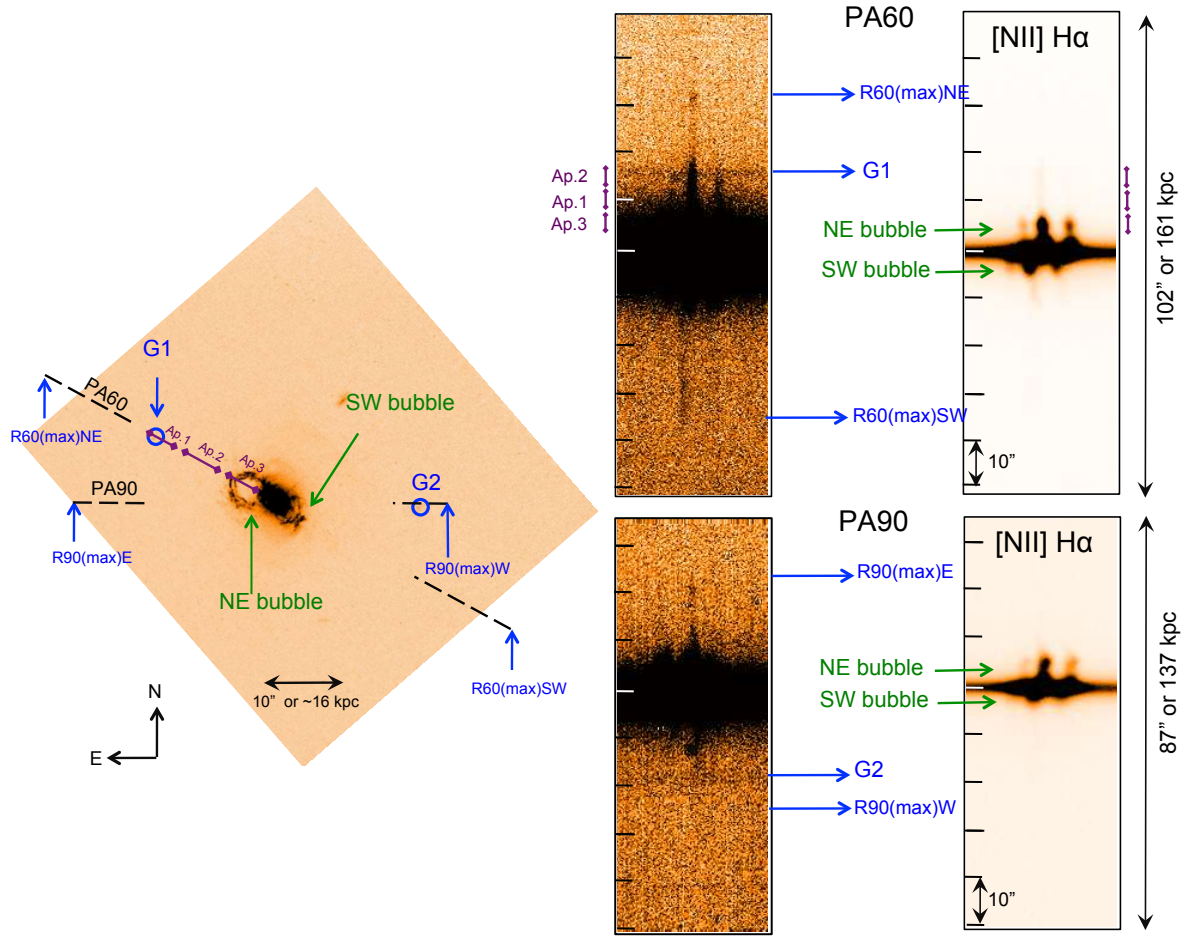 G1
PA60
R60(max)NE
Ap.1
Ap.2
Ap.3
SW bubble
PA90
G2
R90(max)E
R90(max)W
NE bubble
R60(max)SW
10” or ~16 kpc
N
E
PA60
[NII] Hα
R60(max)NE
Ap.2
G1
Ap.1
Ap.3
NE bubble
SW bubble
R60(max)SW
10”
102” or 161 kpc
PA90
[NII] Hα
R90(max)E
NE bubble
SW bubble
G2
R90(max)W
10”
87” or 137 kpc